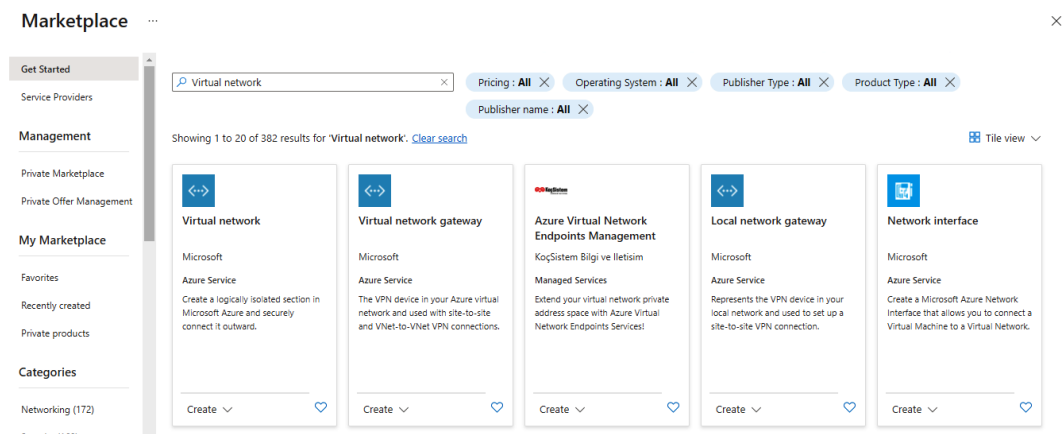 Marketplace ...
Get Started
Service Providers
Management
Private Marketplace
Private Offer Management
My Marketplace
Favorites
Recently created
Private products
Categories
Networking (172)
Virtual network
Pricing : All
Operating System : All
Publisher Type : All
Product Type : All
Publisher name : All
Showing 1 to 20 of 382 results for 'Virtual network'. Clear search
Tile view
Virtual network
Microsoft
Azure Service
Create a logically isolated section in
Microsoft Azure and securely
connect it outward.
Create
Virtual network gateway
Microsoft
Azure Service
The VPN device in your Azure virtual
network and used with site-to-site
and VNet-to-VNet VPN connections.
Create
KoçSistem
Azure Virtual Network
Endpoints Management
KoçSistem Bilgi ve Iletisim
Managed Services
Extend your virtual network private
address space with Azure Virtual
Network Endpoints Services!
Create
Local network gateway
Microsoft
Azure Service
Represents the VPN device in your
local network and used to set up a
site-to-site VPN connection.
Create
Network interface
Microsoft
Azure Service
Create a Microsoft Azure Network
Interface that allows you to connect a
Virtual Machine to a Virtual Network.
Create